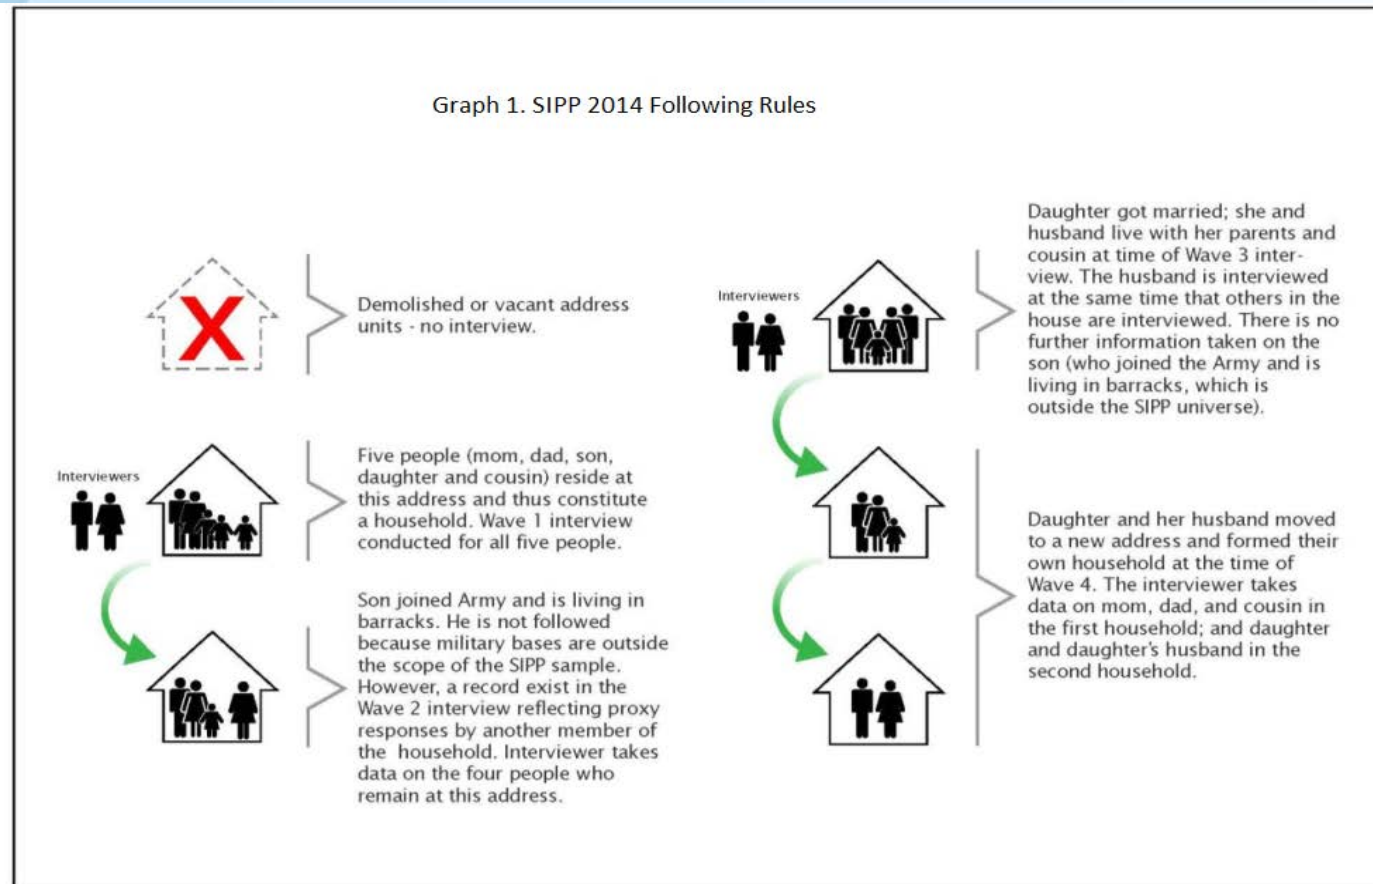 Graph 1. SIPP 2014 Following Rules
X
Demolished or vacant address
units - no interview.
Interviewers
Five people (mom, dad, son,
daughter and cousin) reside at
this address and thus constitute
a household. Wave 1 interview
conducted for all five people.
Son joined Army and is living in
barracks. He is not followed
because military bases are outside
the scope of the SIPP sample.
However, a record exist in the
Wave 2 interview reflecting proxy
responses by another member of
the household. Interviewer takes
data on the four people who
remain at this address.
Interviewers
Daughter got married; she and
husband live with her parents and
cousin at time of Wave 3 inter-
view. The husband is interviewed
at the same time that others in the
house are interviewed. There is no
further information taken on the
son (who joined the Army and is
living in barracks, which is
outside the SIPP universe).
Daughter and her husband moved
to a new address and formed their
own household at the time of
Wave 4. The interviewer takes
data on mom, dad, and cousin in
the first household; and daughter
and daughter's husband in the
second household.